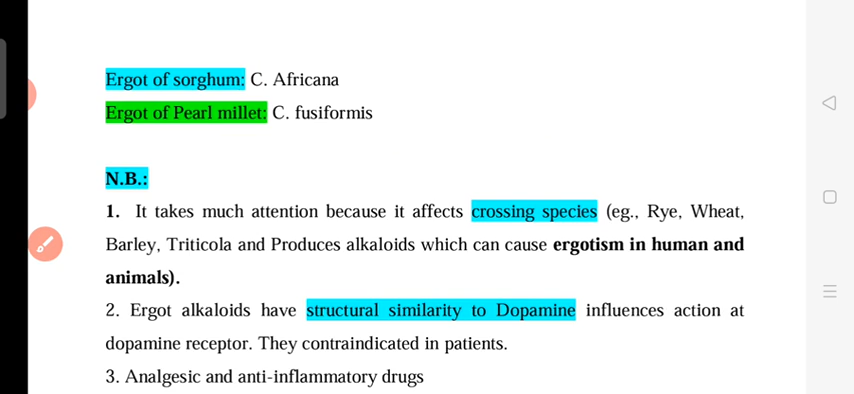 Ergot of sorghum: C. Africana
Ergot of Pearl millet: C. fusiformis
N.B.:
1. It takes much attention because it affects crossing species (eg., Rye, Wheat,
Barley, Triticola and Produces alkaloids which can cause ergotism in human and
animals).
2. Ergot alkaloids have structural similarity to Dopamine influences action at
dopamine receptor. They contraindicated in patients.
3. Analgesic and anti-inflammatory drugs